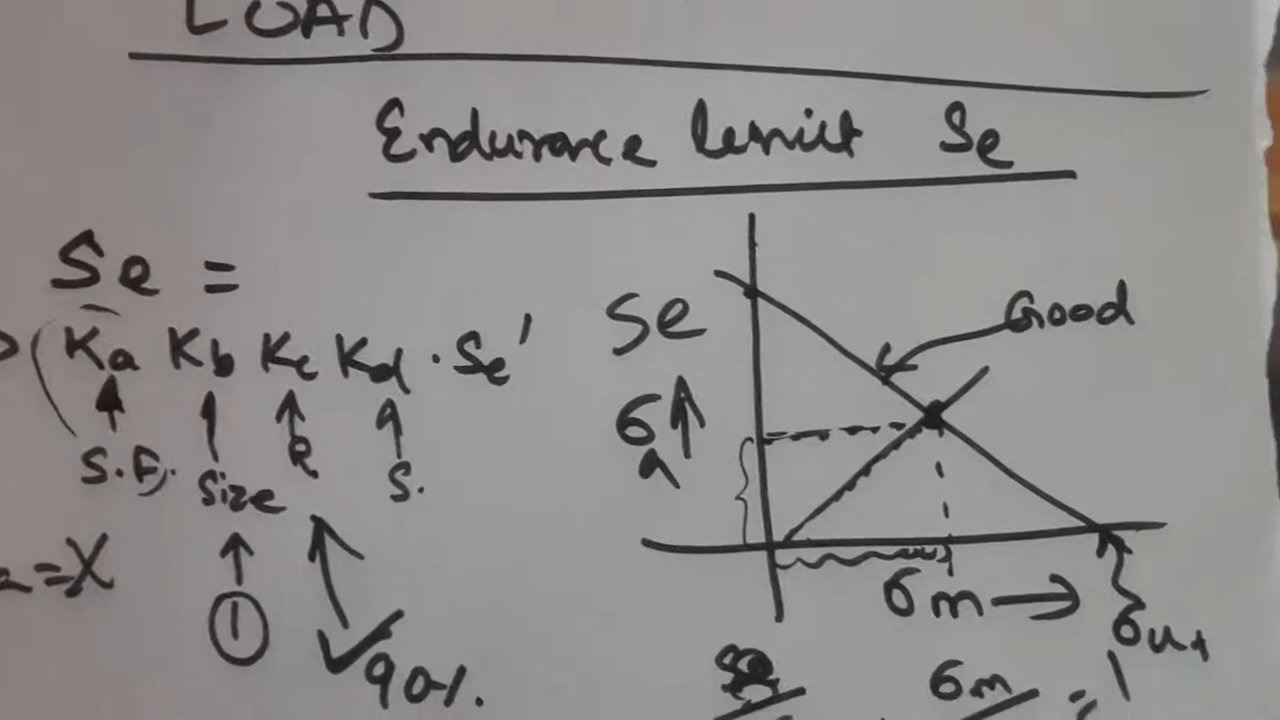 LOAD
Endurance limit Se
Se =
Ka Kb Kc Kd · Se'
S.F. Size R S.
①
90%.
a = X
Se
σa
Good
σm
σut
σm = 1